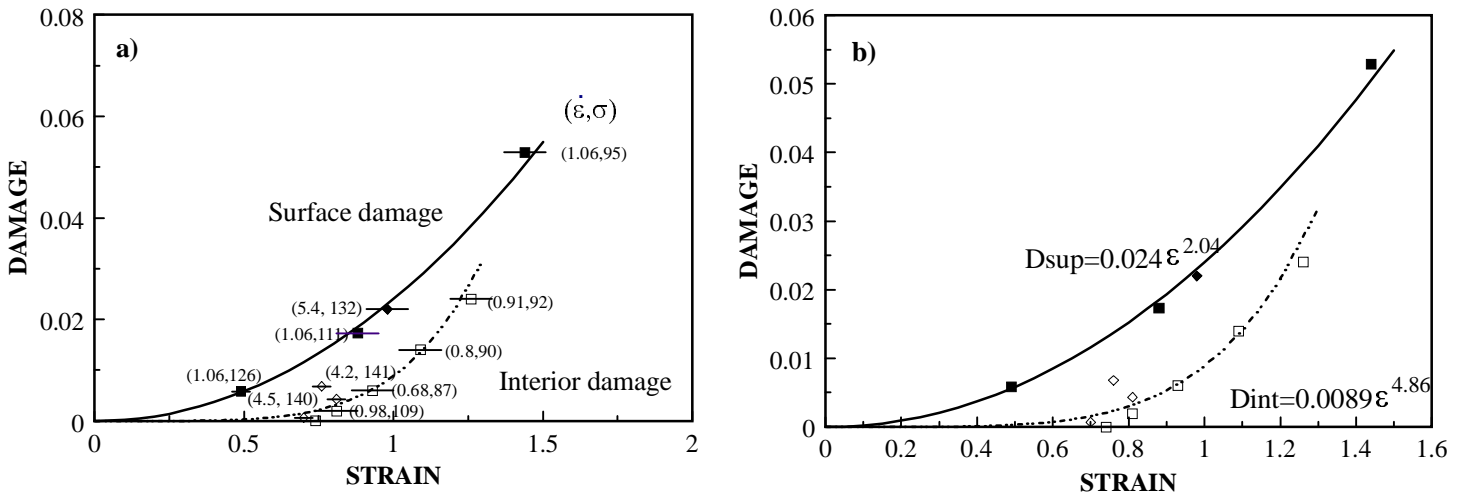 a)
0.08
0.06
0.04
0.02
0
DAMAGE
(ε̇,σ)
(1.06,95)
Surface damage
(5.4, 132)
(0.91,92)
(1.06,111)
(0.8,90)
(1.06,126)
(4.2, 141)
Interior damage
(0.68,87)
(4.5, 140)
(0.98,109)
0 0.5 1 1.5 2
STRAIN
b)
0.06
0.05
0.04
0.03
0.02
0.01
0
DAMAGE
Dsup=0.024ε^2.04
Dint=0.0089ε^4.86
0 0.2 0.4 0.6 0.8 1 1.2 1.4 1.6
STRAIN